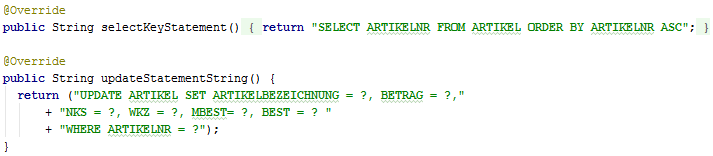 @Override
public String selectKeyStatement() { return "SELECT ARTIKELNR FROM ARTIKEL ORDER BY ARTIKELNR ASC"; }
@Override
public String updateStatementString() {
return ("UPDATE ARTIKEL SET ARTIKELBEZEICHNUNG = ?, BETRAG = ?,"
+ "NKS = ?, WKZ = ?, MBEST= ?, BEST = ? "
+ "WHERE ARTIKELNR = ?");
}